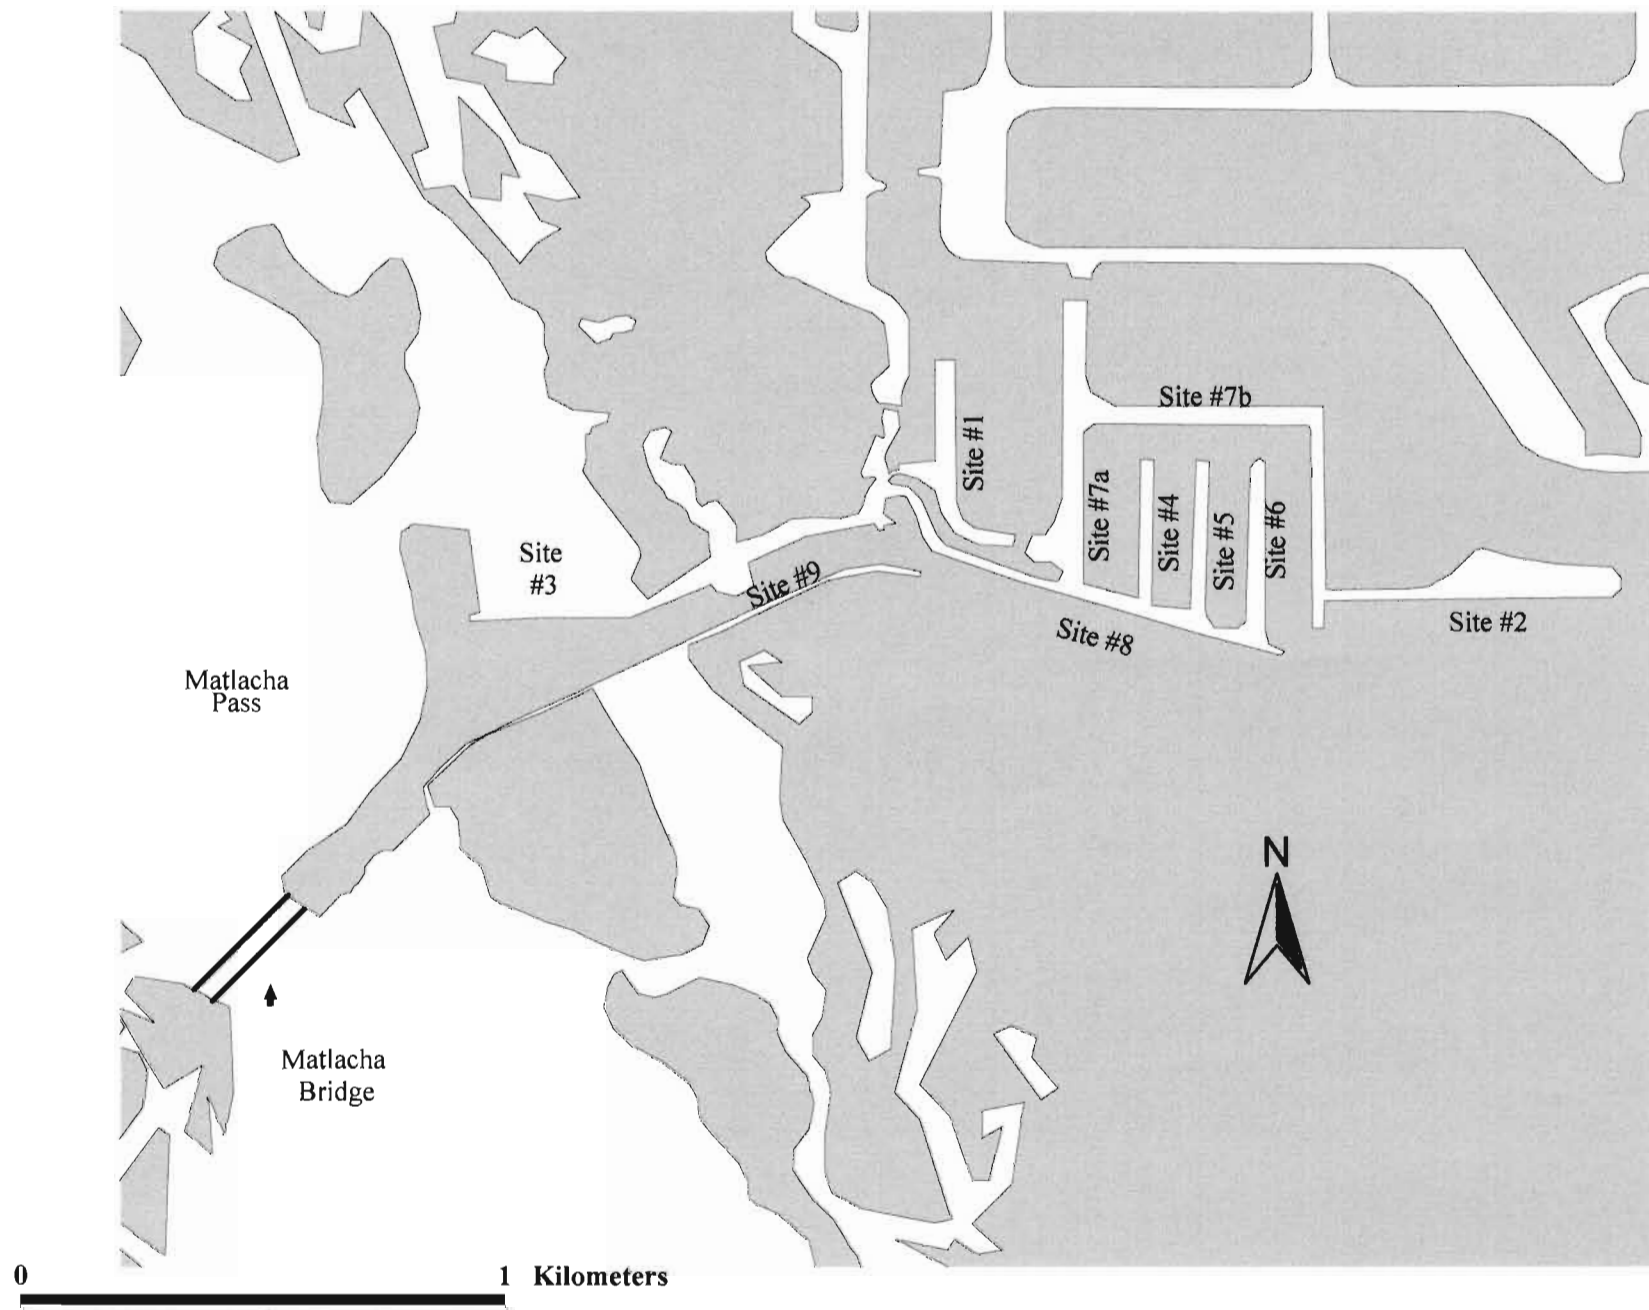 Site #7b
Site #1
Site #7a
Site #4
Site #5
Site #6
Site
#3
Site #9
Site #8
Site #2
Matlacha
Pass
N
Matlacha
Bridge
0 1 Kilometers